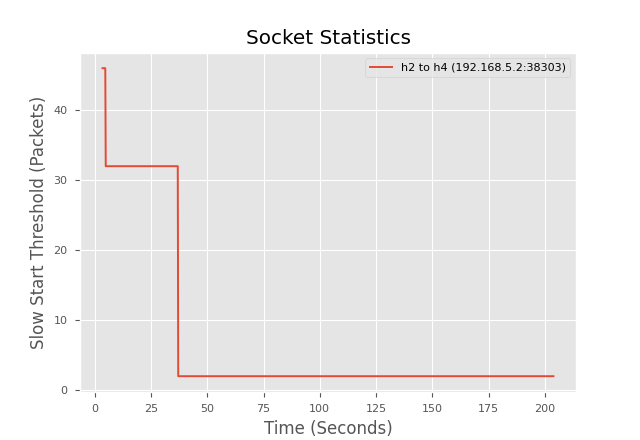 Socket Statistics
h2 to h4 (192.168.5.2:38303)
Slow Start Threshold (Packets)
40
30
20
10
0
0 25 50 75 100 125 150 175 200
Time (Seconds)